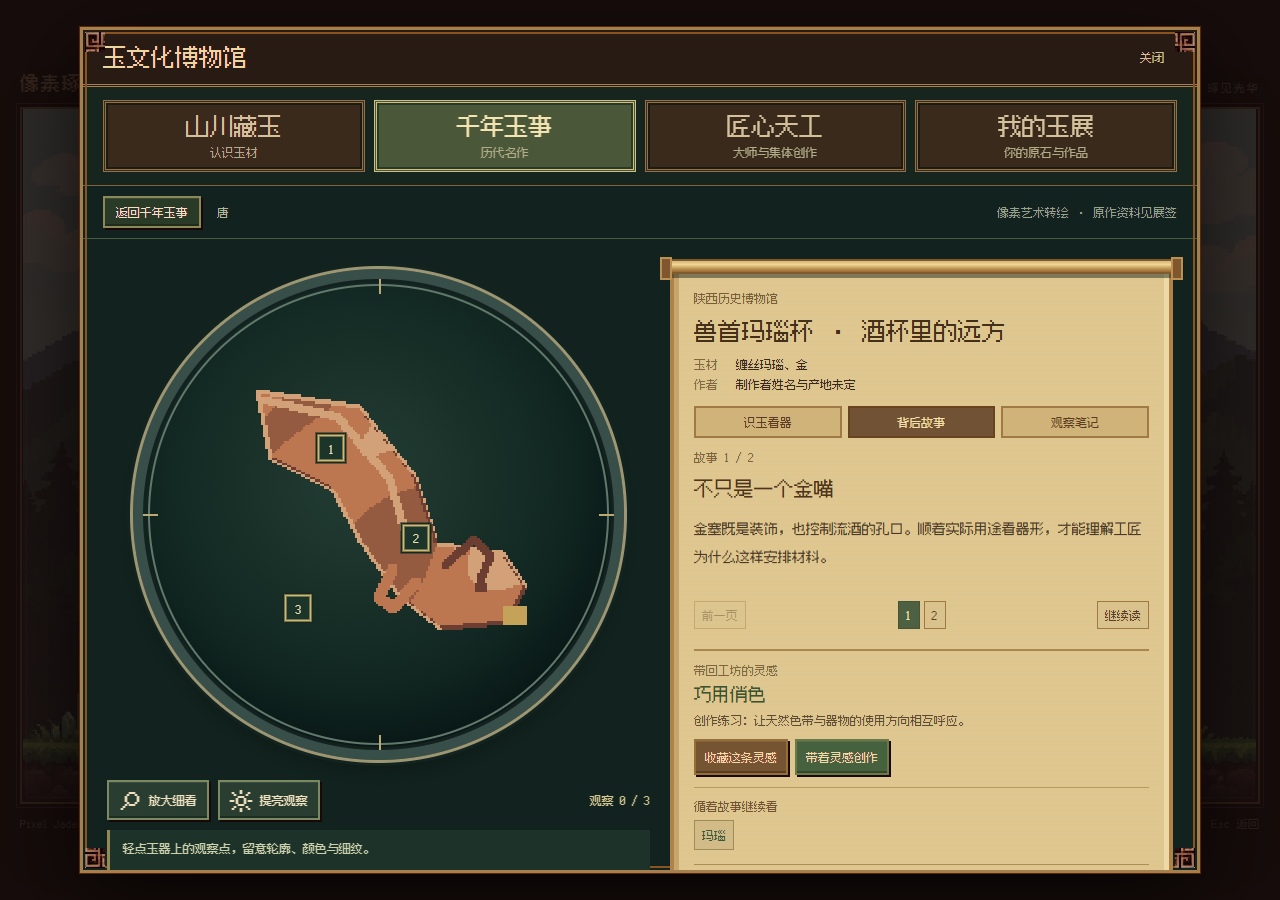 玉文化博物馆
关闭
山川藏玉
认识玉材
千年玉事
历代名作
匠心天工
大师与集体创作
我的玉展
你的原石与作品
返回千年玉事
唐
像素艺术转绘 · 原作资料见展签
陕西历史博物馆
兽首玛瑙杯 · 酒杯里的远方
玉材 缠丝玛瑙、金
作者 制作者姓名与产地未定
识玉看器
背后故事
观察笔记
故事 1 / 2
不只是一个金嘴
金塞既是装饰，也控制流酒的孔口。顺着实际用途看器形，才能理解工匠
为什么这样安排材料。
前一页
1
2
继续读
带回工坊的灵感
巧用俏色
创作练习：让天然色带与器物的使用方向相互呼应。
收藏这条灵感
带着灵感创作
循着故事继续看
玛瑙
1
2
3
放大细看
提亮观察
观察 0 / 3
轻点玉器上的观察点，留意轮廓、颜色与细纹。
像素琢
Pixel Jade
Esc 返回